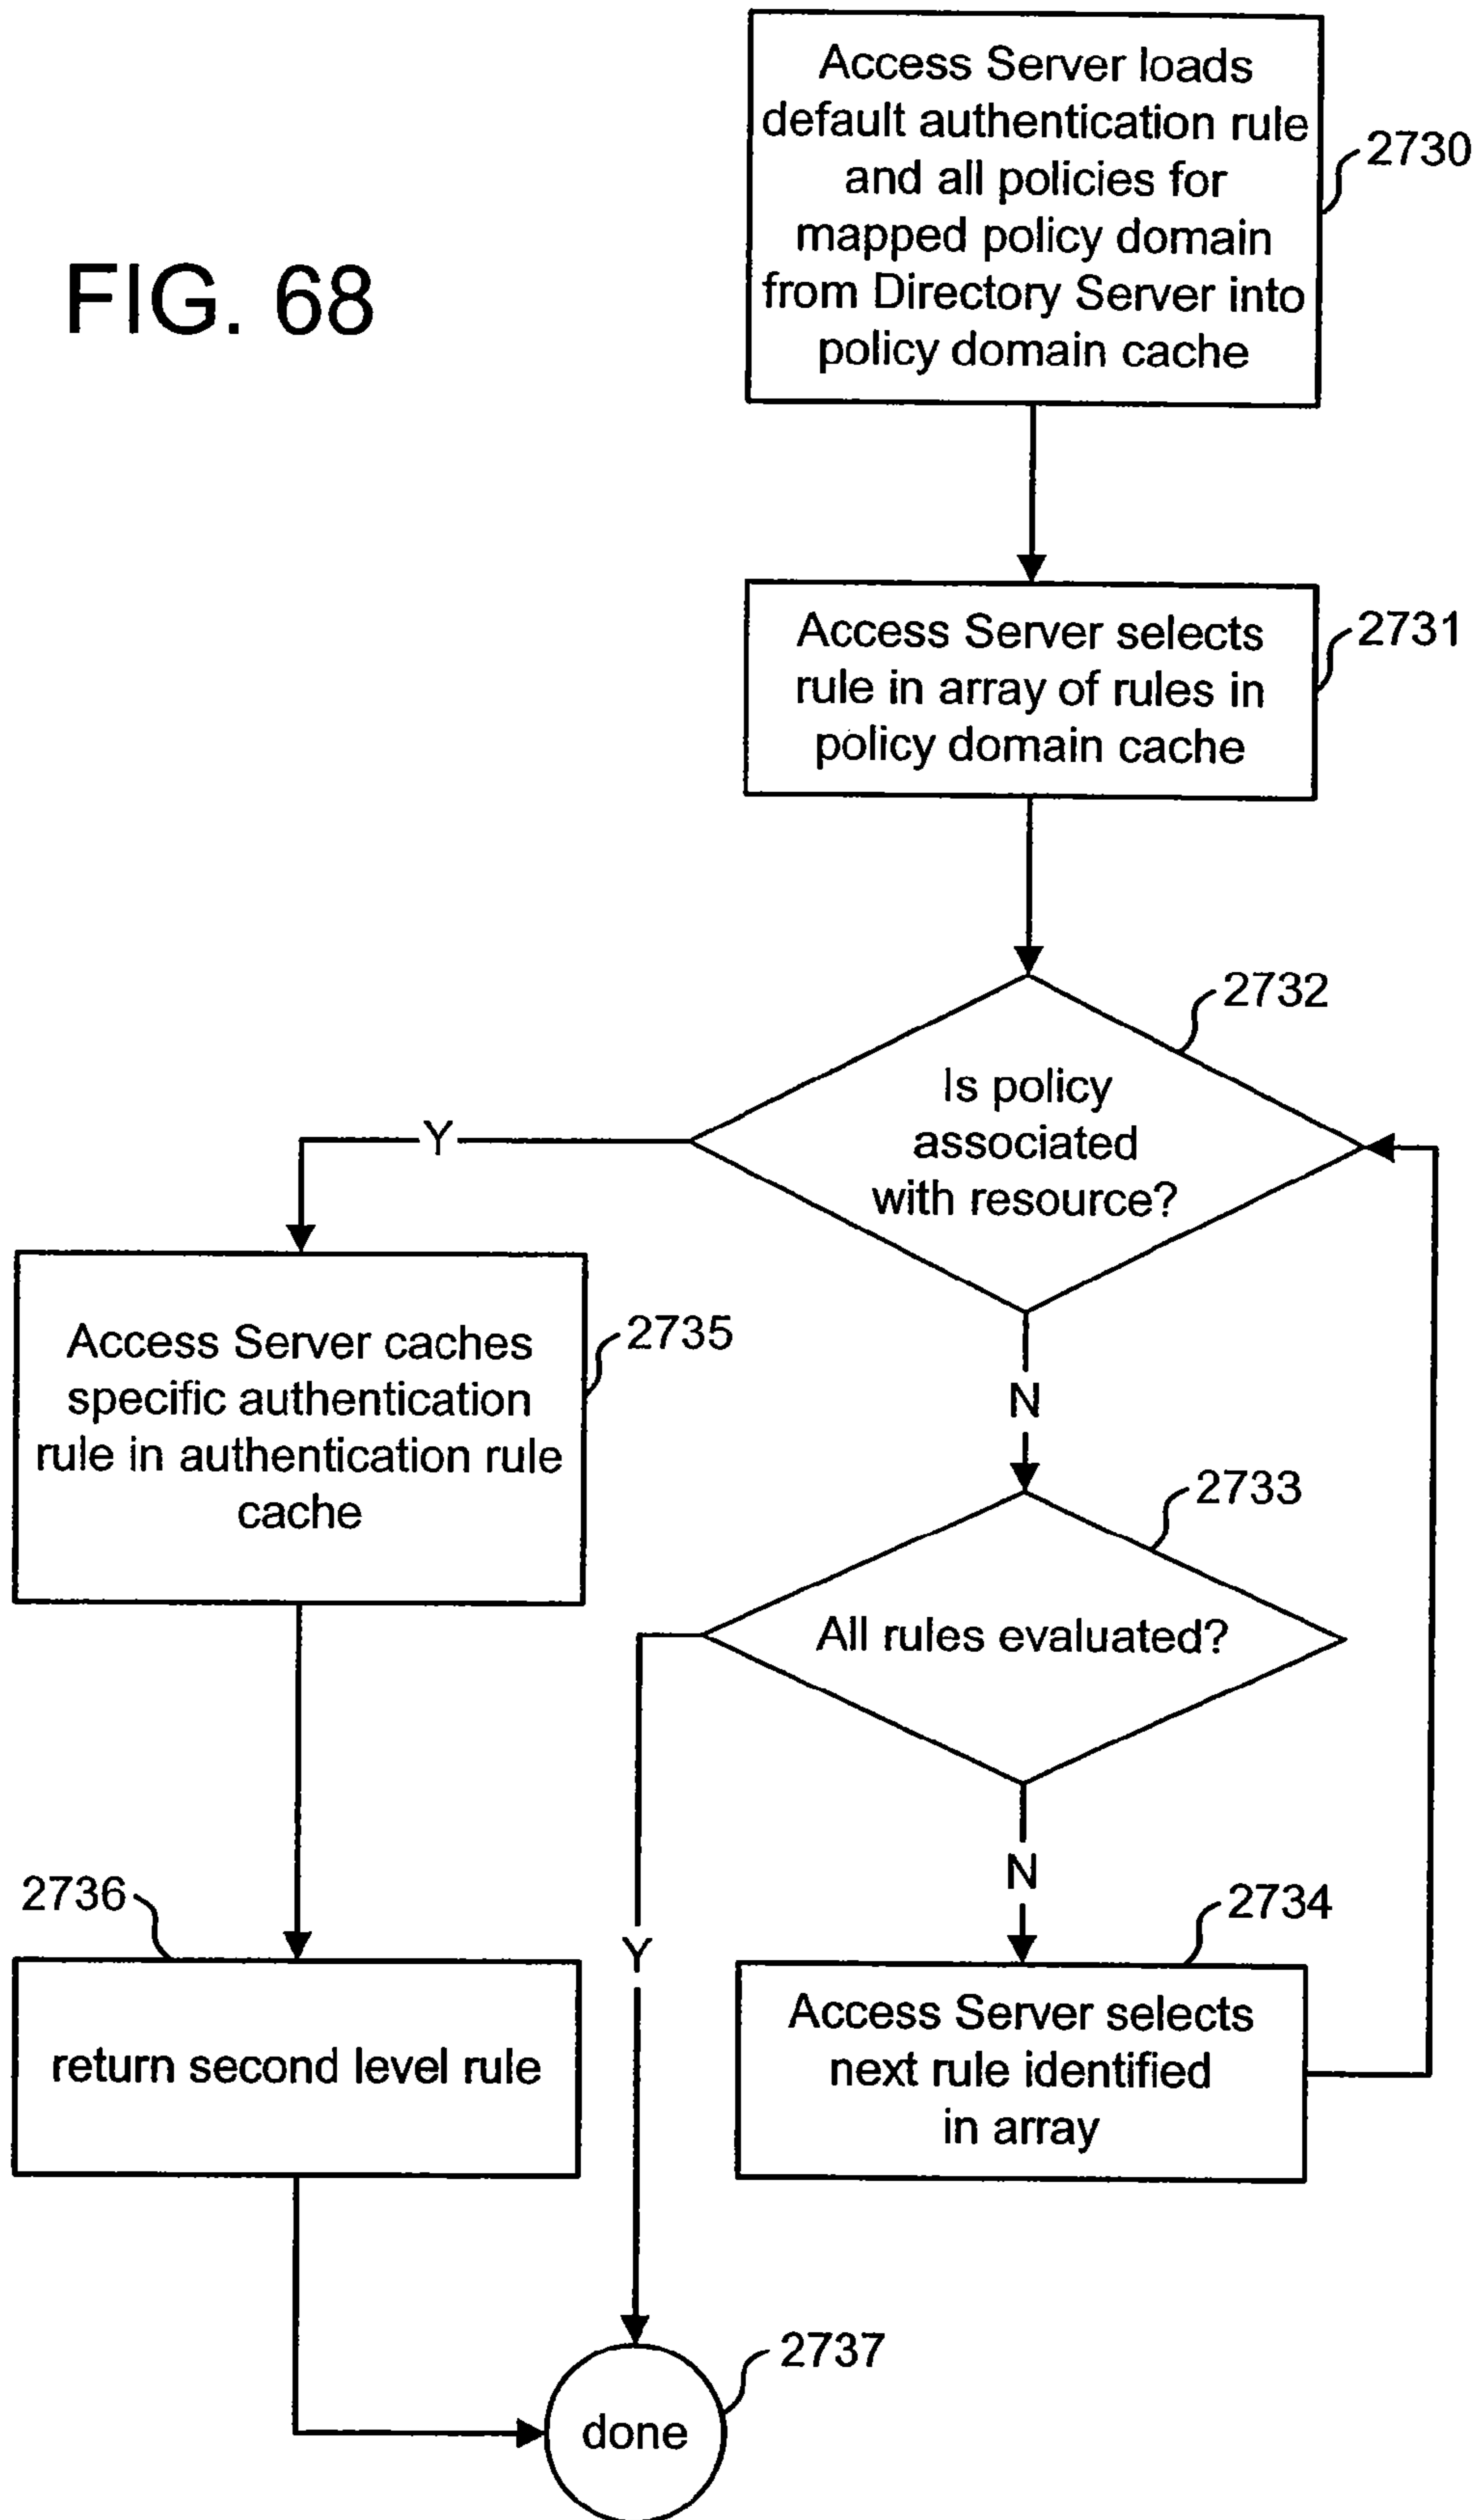 FIG. 68
Access Server loads
default authentication rule
and all policies for
mapped policy domain
from Directory Server into
policy domain cache
2730
Access Server selects
rule in array of rules in
policy domain cache
2731
2732
Is policy
associated
with resource?
Y
N
Access Server caches
specific authentication
rule in authentication rule
cache
2735
2733
All rules evaluated?
Y
N
2736
return second level rule
2734
Access Server selects
next rule identified
in array
2737
done